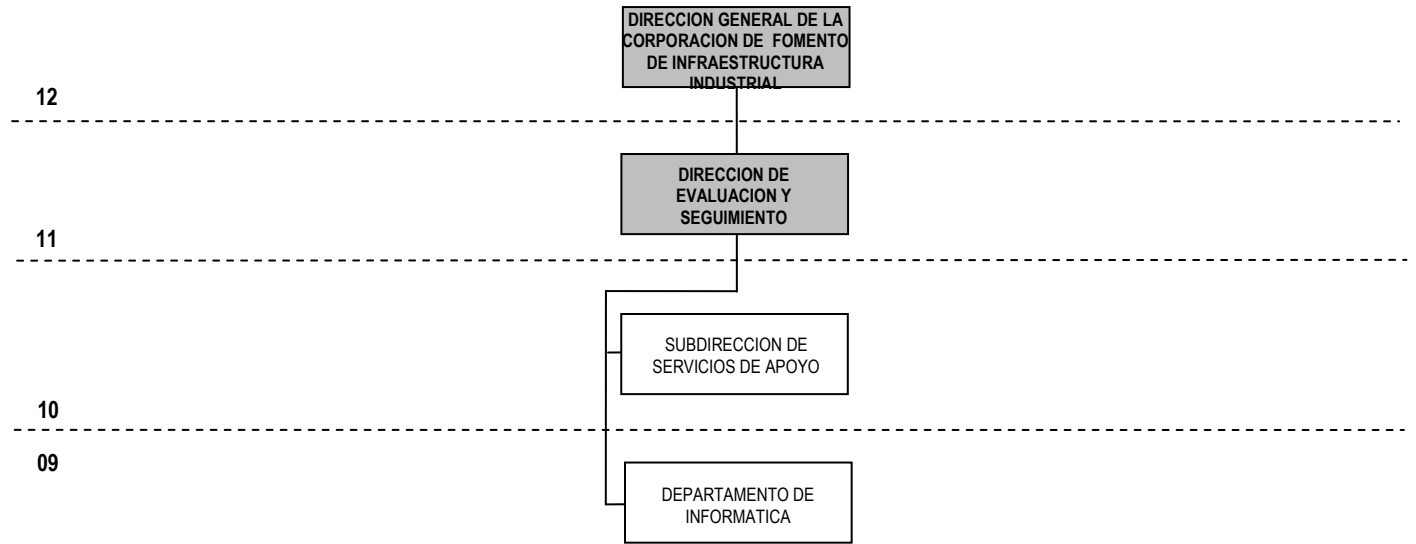 DIRECCION GENERAL DE LA
CORPORACION DE FOMENTO
DE INFRAESTRUCTURA
INDUSTRIAL
12
DIRECCION DE
EVALUACION Y
SEGUIMIENTO
11
SUBDIRECCION DE
SERVICIOS DE APOYO
10
09
DEPARTAMENTO DE
INFORMATICA